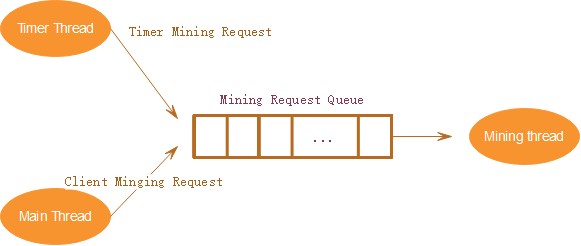 Timer Thread
Timer Mining Request
Mining Request Queue
...
Mining thread
Client Minging Request
Main Thread